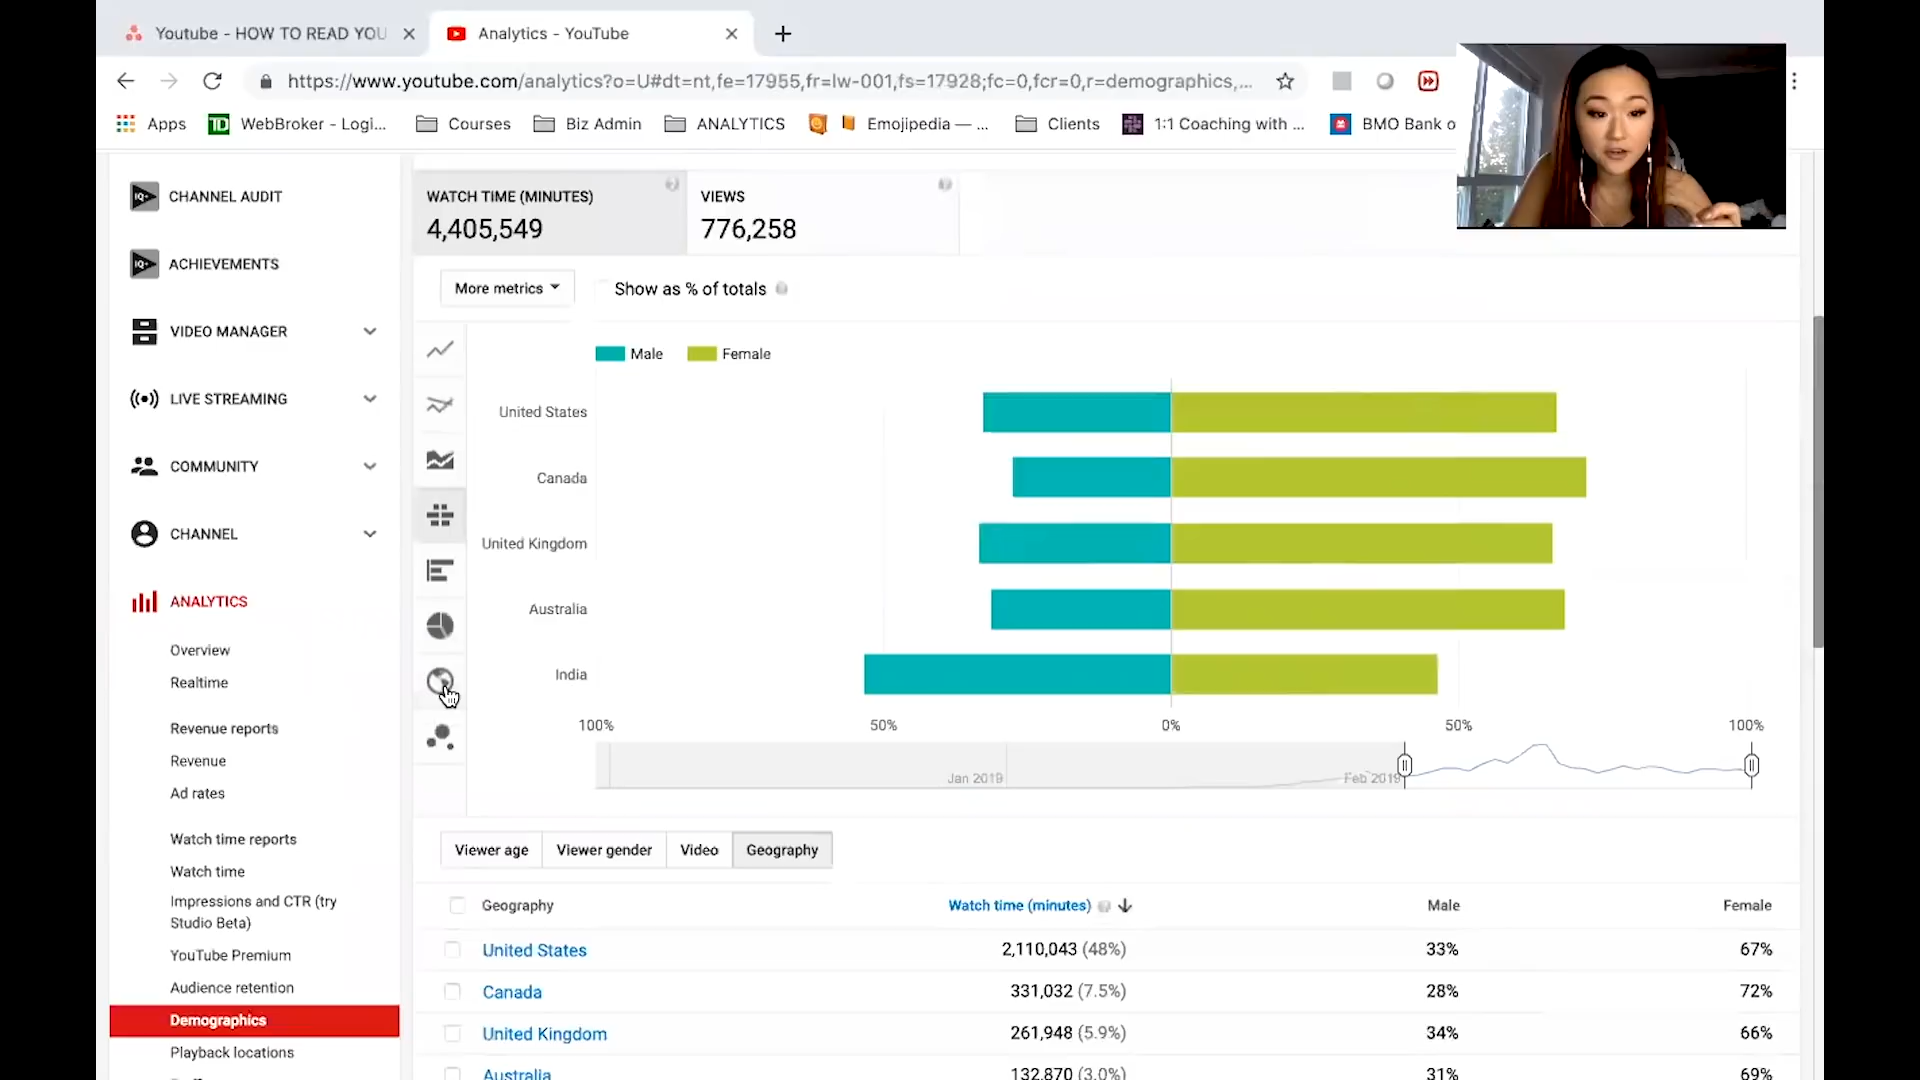 Youtube - HOW TO READ YOU
Analytics - YouTube
https://www.youtube.com/analytics?o=U#dt=nt,fe=17955,fr=lw-001,fs=17928;fc=0,fcr=0,r=demographics,...
Apps
TD
WebBroker - Logi...
Courses
Biz Admin
ANALYTICS
Emojipedia — ...
Clients
1:1 Coaching with ...
BMO Bank o
IQ
CHANNEL AUDIT
IQ
ACHIEVEMENTS
VIDEO MANAGER
LIVE STREAMING
COMMUNITY
CHANNEL
ANALYTICS
Overview
Realtime
Revenue reports
Revenue
Ad rates
Watch time reports
Watch time
Impressions and CTR (try
Studio Beta)
YouTube Premium
Audience retention
Demographics
Playback locations
WATCH TIME (MINUTES)
4,405,549
VIEWS
776,258
More metrics
Show as % of totals
Male
Female
United States
Canada
United Kingdom
Australia
India
100%
50%
0%
50%
100%
Jan 2019
Feb 2019
Viewer age
Viewer gender
Video
Geography
Geography
Watch time (minutes)
Male
Female
United States
2,110,043 (48%)
33%
67%
Canada
331,032 (7.5%)
28%
72%
United Kingdom
261,948 (5.9%)
34%
66%
Australia
132,870 (3.0%)
31%
69%